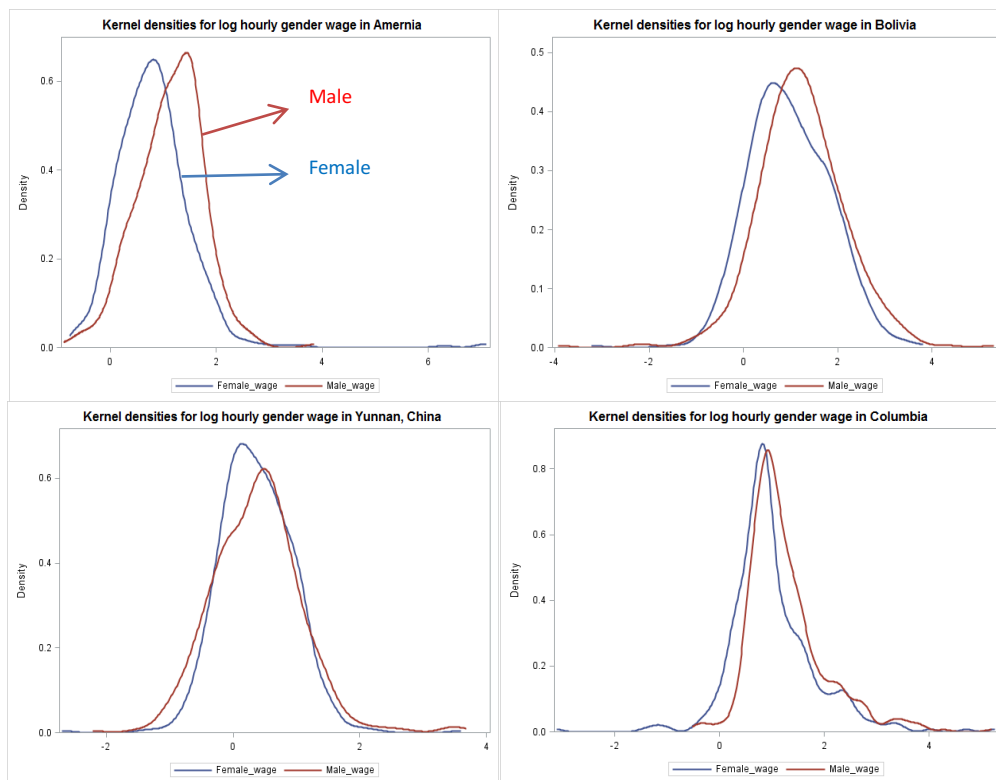 Kernel densities for log hourly gender wage in Amernia
Male
Female
Density
0.6
0.4
0.2
0.0
0 2 4 6
Female_wage Male_wage
Kernel densities for log hourly gender wage in Bolivia
Density
0.5
0.4
0.3
0.2
0.1
0.0
-4 -2 0 2 4
Female_wage Male_wage
Kernel densities for log hourly gender wage in Yunnan, China
Density
0.6
0.4
0.2
0.0
-2 0 2 4
Female_wage Male_wage
Kernel densities for log hourly gender wage in Columbia
Density
0.8
0.6
0.4
0.2
0.0
-2 0 2 4
Female_wage Male_wage